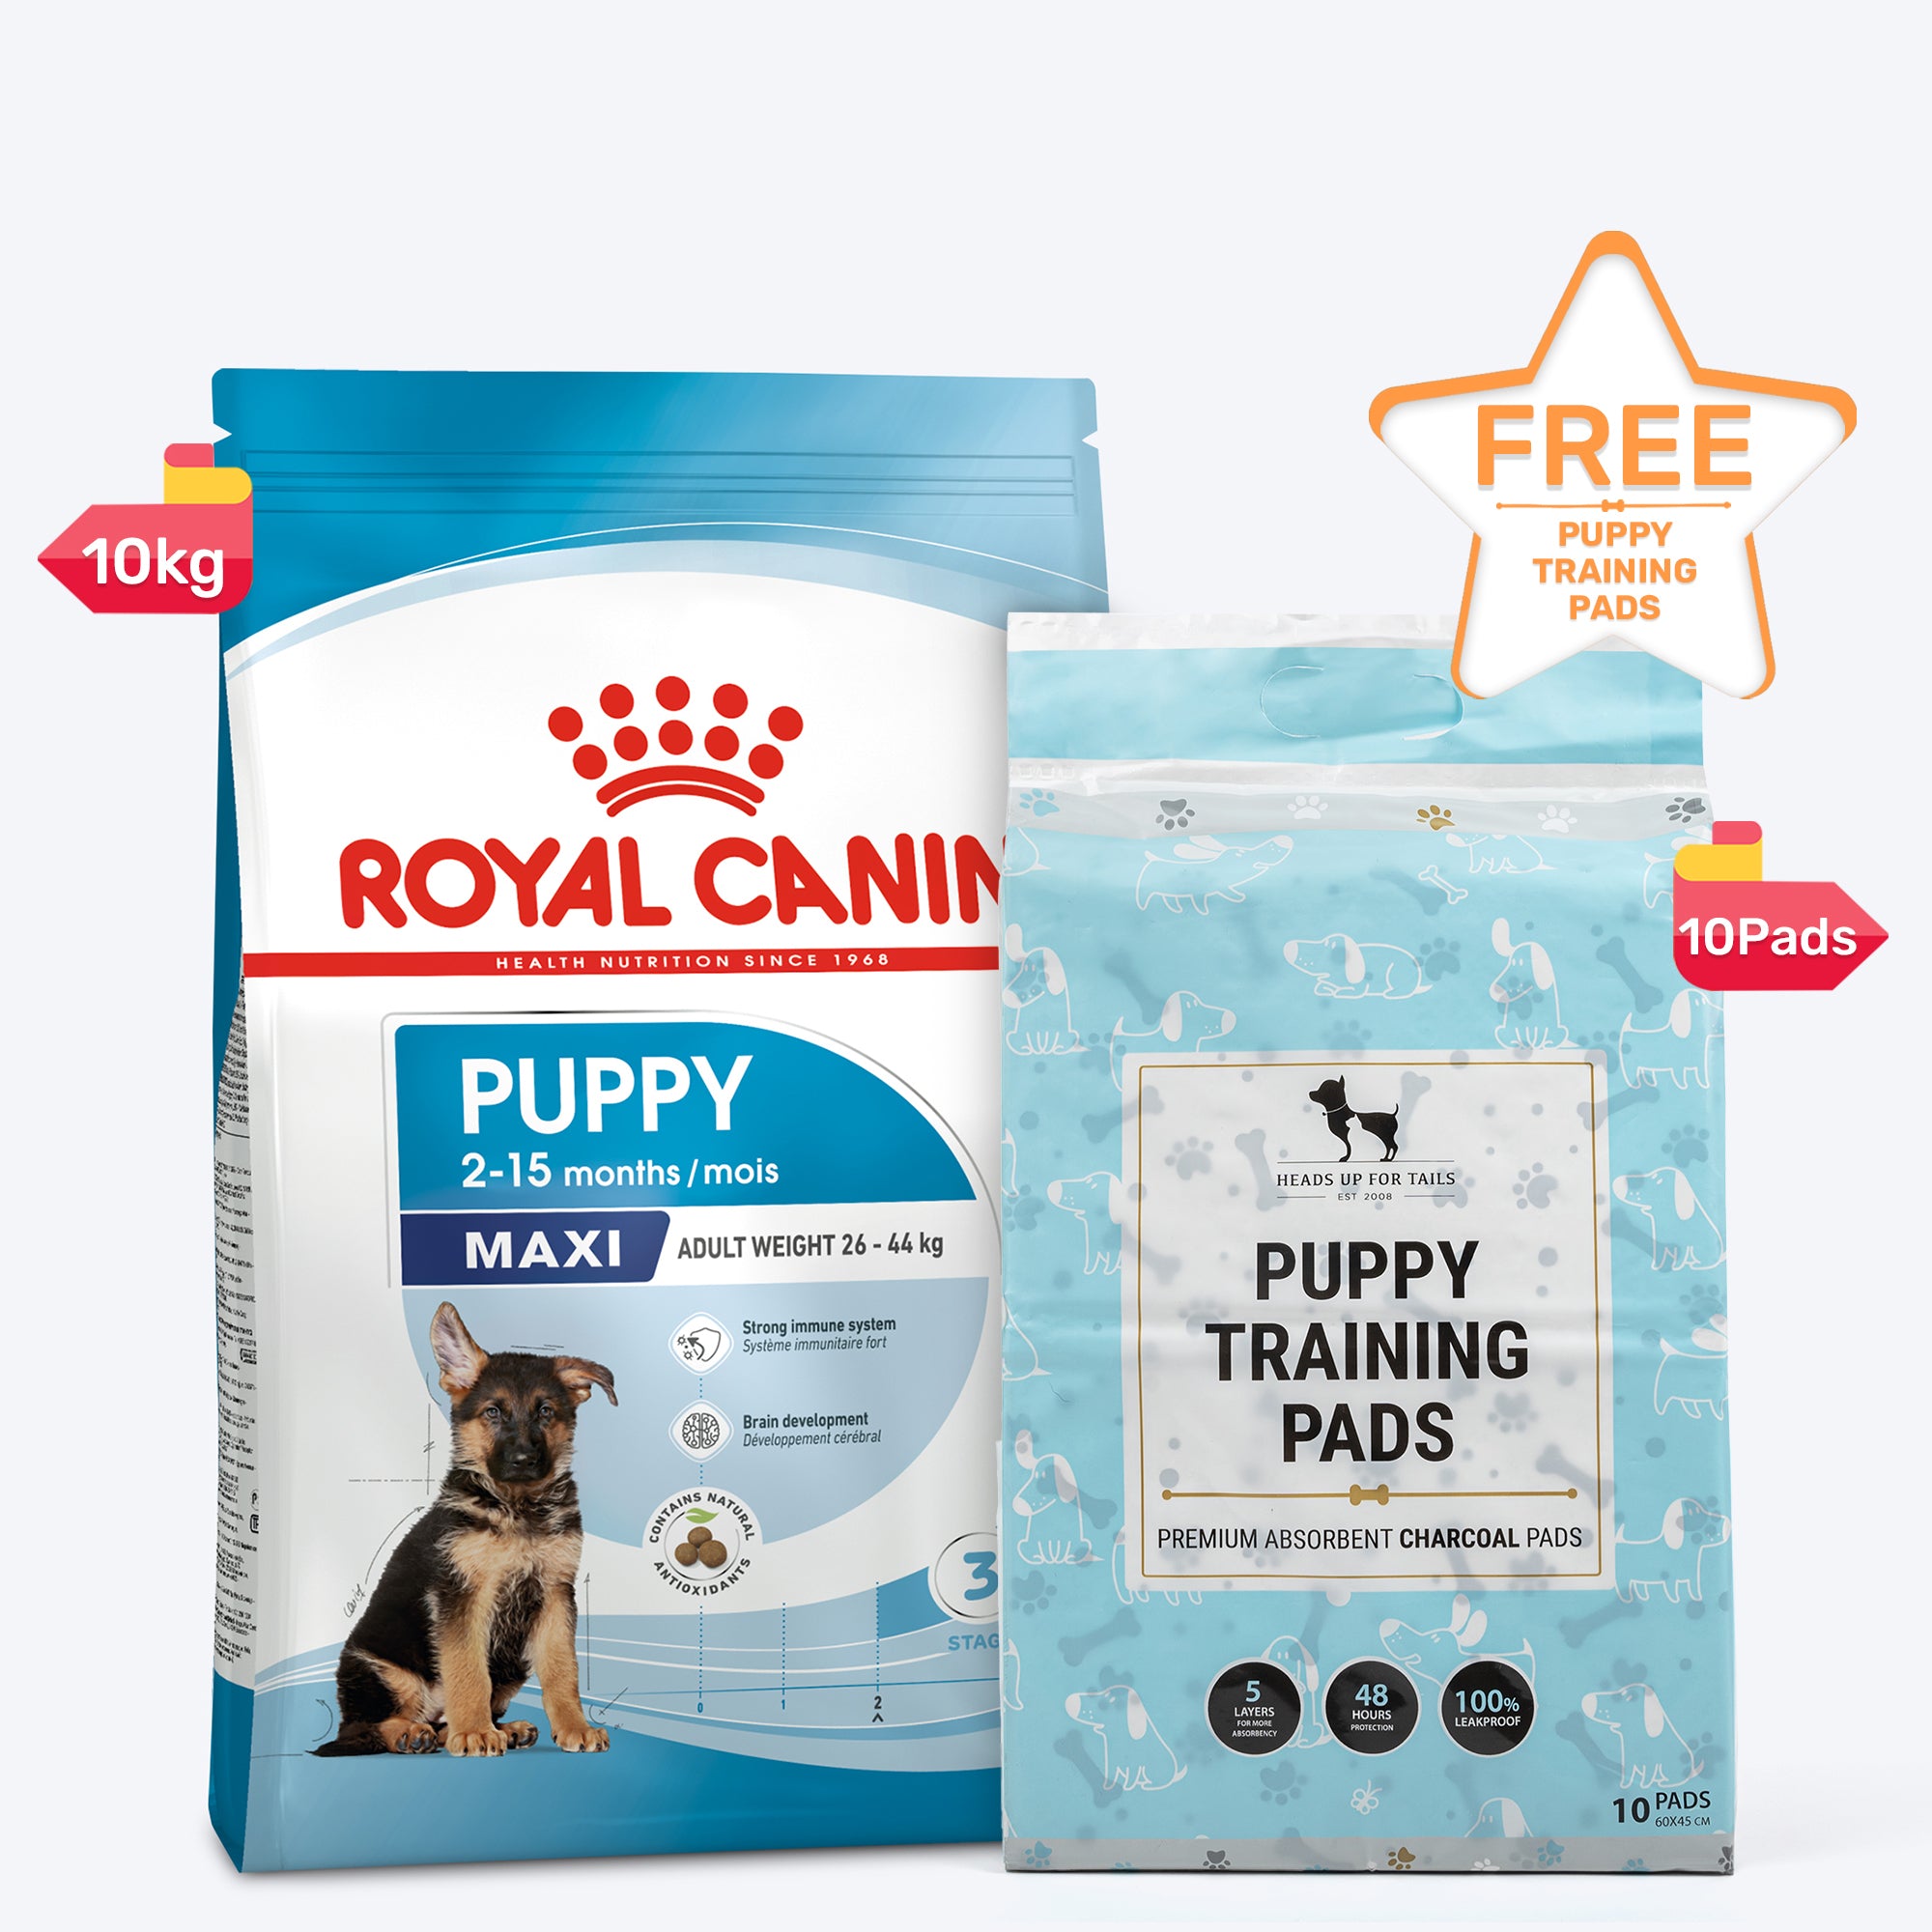 FREE
PUPPY
TRAINING
PADS
10kg
ROYAL CANIN
HEALTH NUTRITION SINCE 1968
PUPPY
2-15 months/mois
MAXI
ADULT WEIGHT 26 - 44 kg
Strong immune system
Système immunitaire fort
Brain development
Développement cérébral
CONTAINS NATURAL
ANTIOXIDANTS
3
0 1 2
10Pads
HEADS UP FOR TAILS
EST 2008
PUPPY
TRAINING
PADS
PREMIUM ABSORBENT CHARCOAL PADS
5
LAYERS
FOR MORE
ABSORBENCY
48
HOURS
PROTECTION
100%
LEAKPROOF
10 PADS
60X45 CM